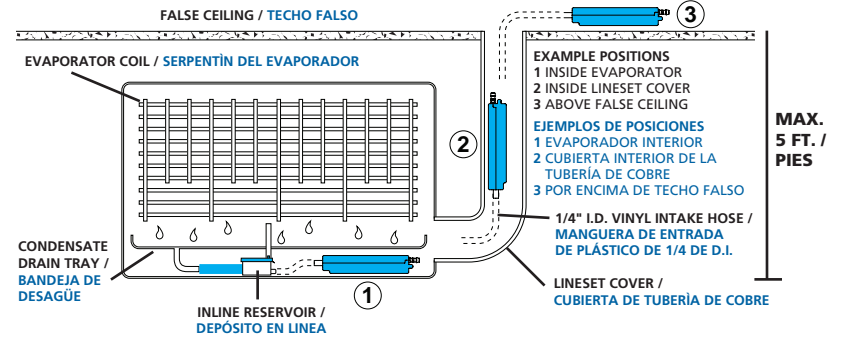 FALSE CEILING / TECHO FALSO
3
EVAPORATOR COIL / SERPENTÌN DEL EVAPORADOR
EXAMPLE POSITIONS
1 INSIDE EVAPORATOR
2 INSIDE LINESET COVER
3 ABOVE FALSE CEILING
EJEMPLOS DE POSICIONES
1 EVAPORADOR INTERIOR
2 CUBIERTA INTERIOR DE LA
TUBERÍA DE COBRE
3 POR ENCIMA DE TECHO FALSO
MAX.
5 FT. /
PIES
2
1/4" I.D. VINYL INTAKE HOSE /
MANGUERA DE ENTRADA
DE PLÁSTICO DE 1/4 DE D.I.
CONDENSATE
DRAIN TRAY /
BANDEJA DE
DESAGÜE
LINESET COVER /
CUBIERTA DE TUBERÌA DE COBRE
1
INLINE RESERVOIR /
DEPÓSITO EN LINEA